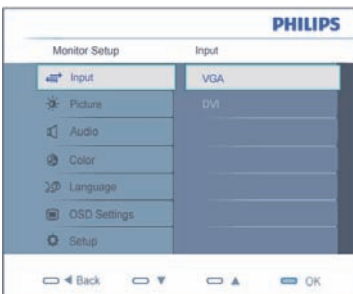 PHILIPS
Monitor Setup
Input
Input
VGA
Picture
DVI
Audio
Color
Language
OSD Settings
Setup
Back
OK